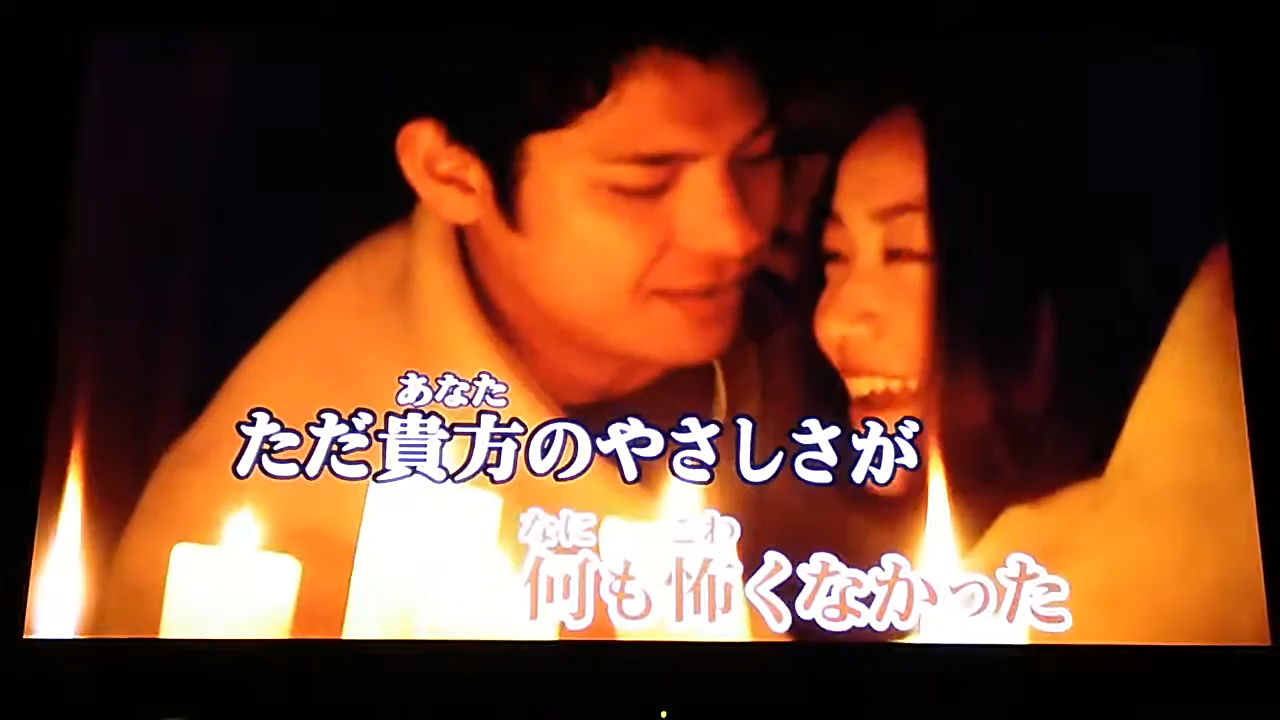 あなた
ただ貴方のやさしさが
なに こわ
何も怖くなかった